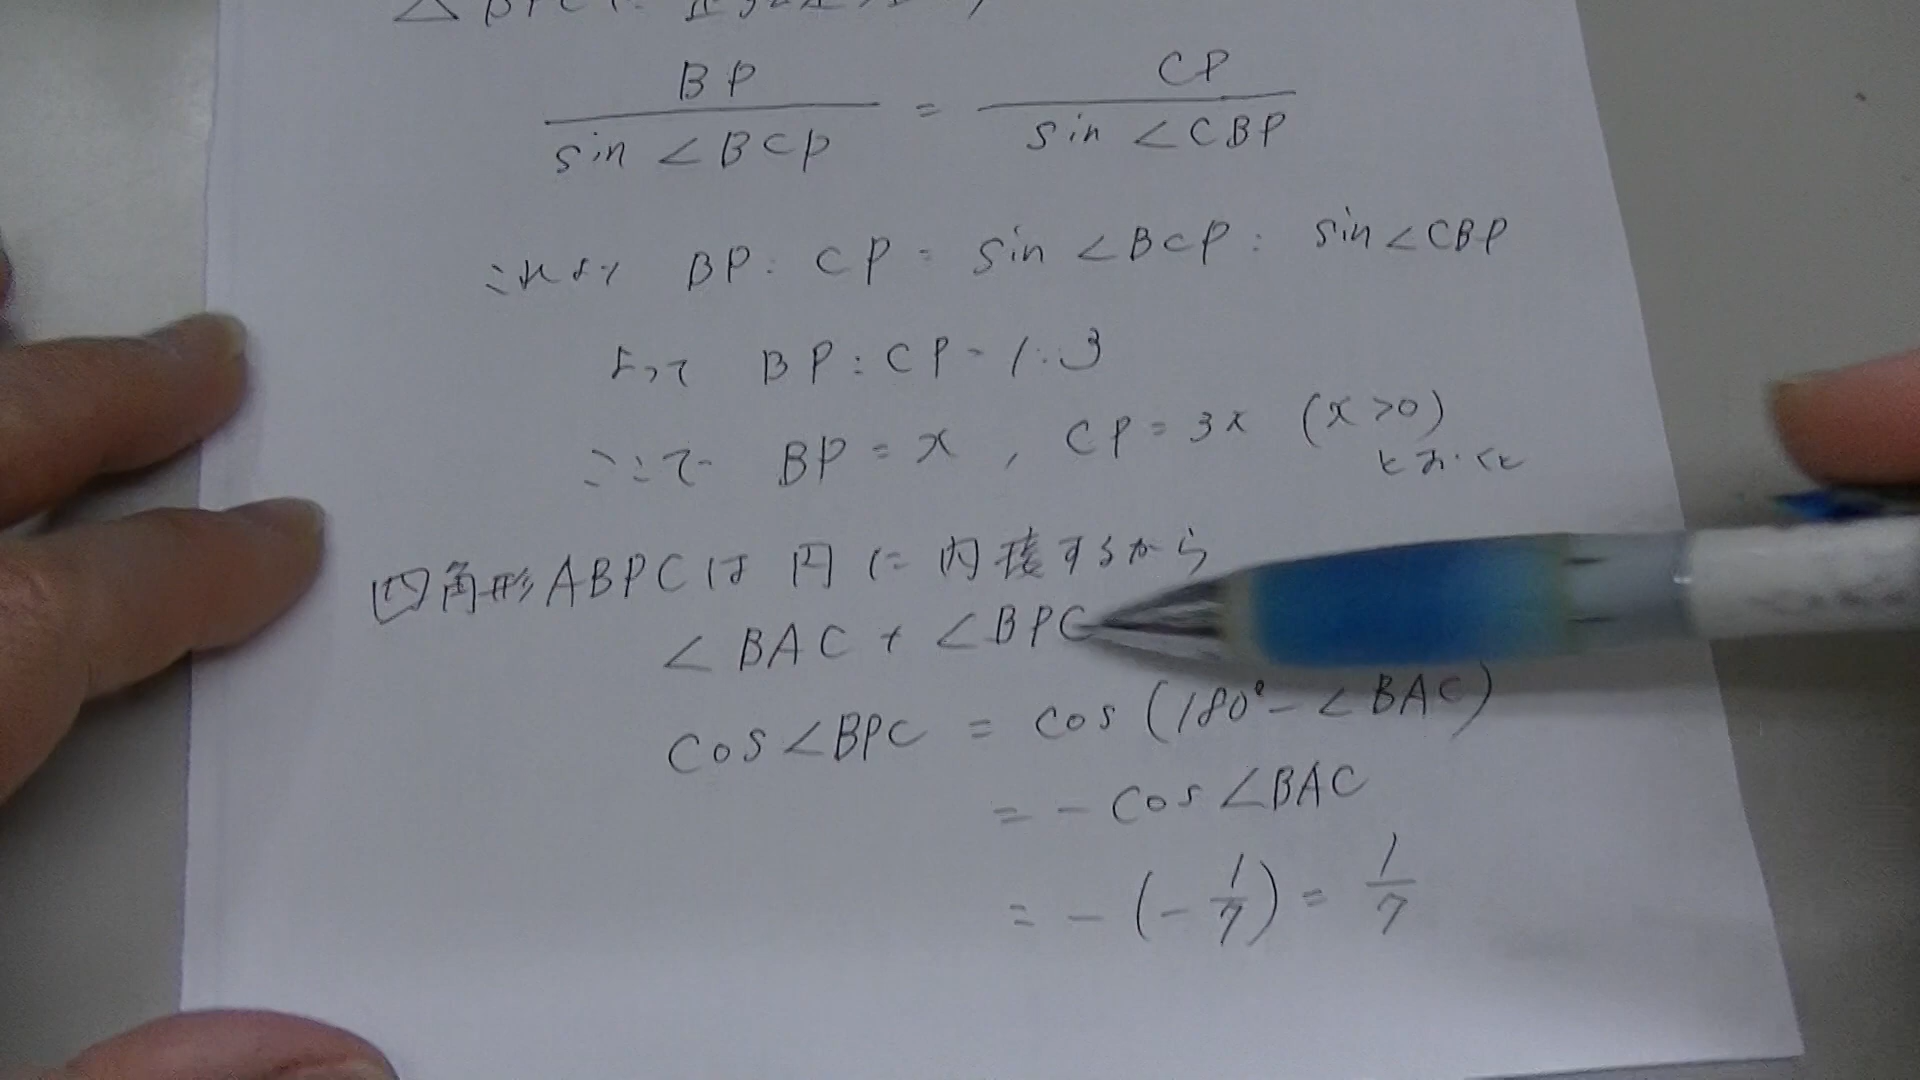 BP / sin∠BCP = CP / sin∠CBP
これより BP:CP = sin∠BCP : sin∠CBP
よって BP:CP = 1:3
ここで BP = x , CP = 3x (x>0)
とおくと
四角形ABPCは円に内接するから
∠BAC + ∠BPC
cos∠BPC = cos(180°-∠BAC)
= -cos∠BAC
= -(-1/7) = 1/7